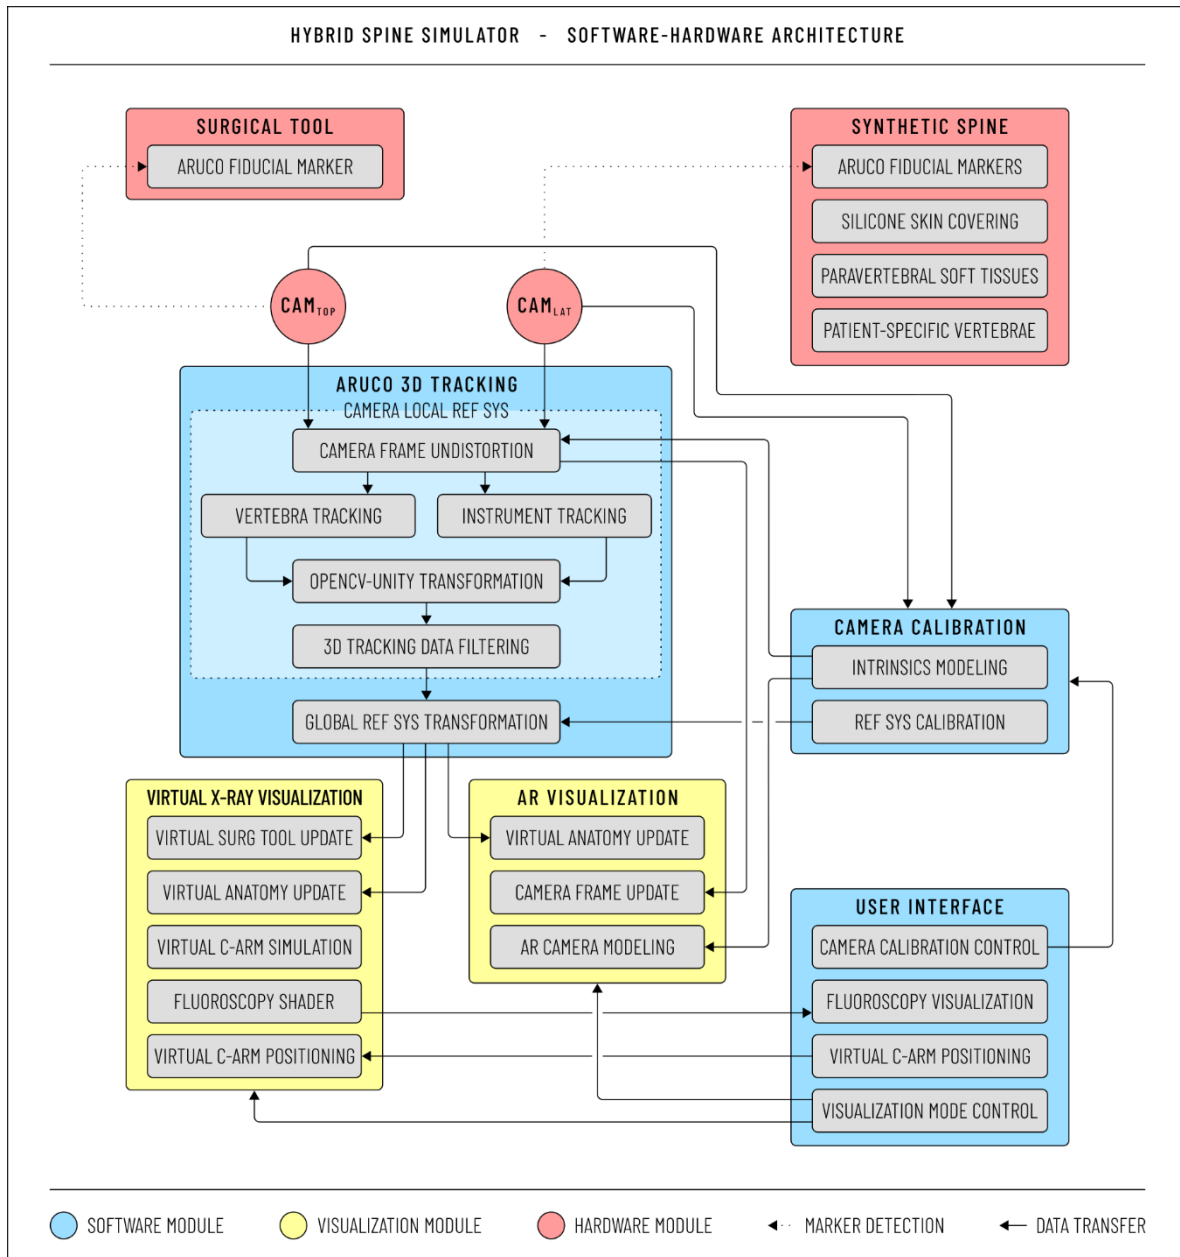 HYBRID SPINE SIMULATOR - SOFTWARE-HARDWARE ARCHITECTURE
SURGICAL TOOL
ARUCO FIDUCIAL MARKER
SYNTHETIC SPINE
ARUCO FIDUCIAL MARKERS
SILICONE SKIN COVERING
PARAVERTEBRAL SOFT TISSUES
PATIENT-SPECIFIC VERTEBRAE
CAM TOP
CAM LAT
ARUCO 3D TRACKING
CAMERA LOCAL REF SYS
CAMERA FRAME UNDISTORTION
VERTEBRA TRACKING
INSTRUMENT TRACKING
OPENCV-UNITY TRANSFORMATION
3D TRACKING DATA FILTERING
GLOBAL REF SYS TRANSFORMATION
CAMERA CALIBRATION
INTRINSICS MODELING
REF SYS CALIBRATION
VIRTUAL X-RAY VISUALIZATION
VIRTUAL SURG TOOL UPDATE
VIRTUAL ANATOMY UPDATE
VIRTUAL C-ARM SIMULATION
FLUOROSCOPY SHADER
VIRTUAL C-ARM POSITIONING
AR VISUALIZATION
VIRTUAL ANATOMY UPDATE
CAMERA FRAME UPDATE
AR CAMERA MODELING
USER INTERFACE
CAMERA CALIBRATION CONTROL
FLUOROSCOPY VISUALIZATION
VIRTUAL C-ARM POSITIONING
VISUALIZATION MODE CONTROL
SOFTWARE MODULE
VISUALIZATION MODULE
HARDWARE MODULE
MARKER DETECTION
DATA TRANSFER